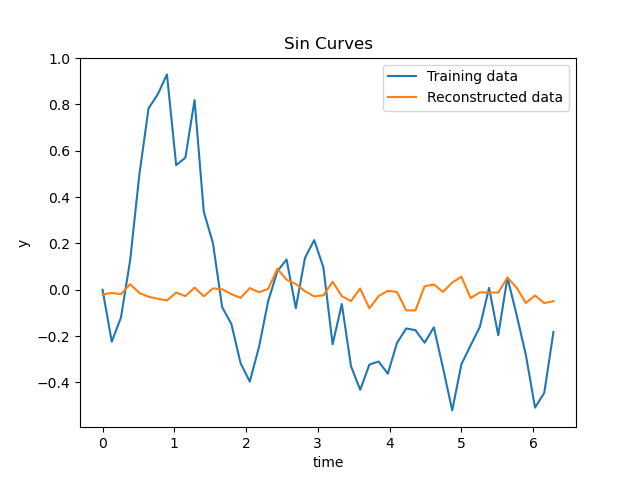 Sin Curves
Training data
Reconstructed data
1.0
0.8
0.6
0.4
0.2
0.0
−0.2
−0.4
y
0 1 2 3 4 5 6
time